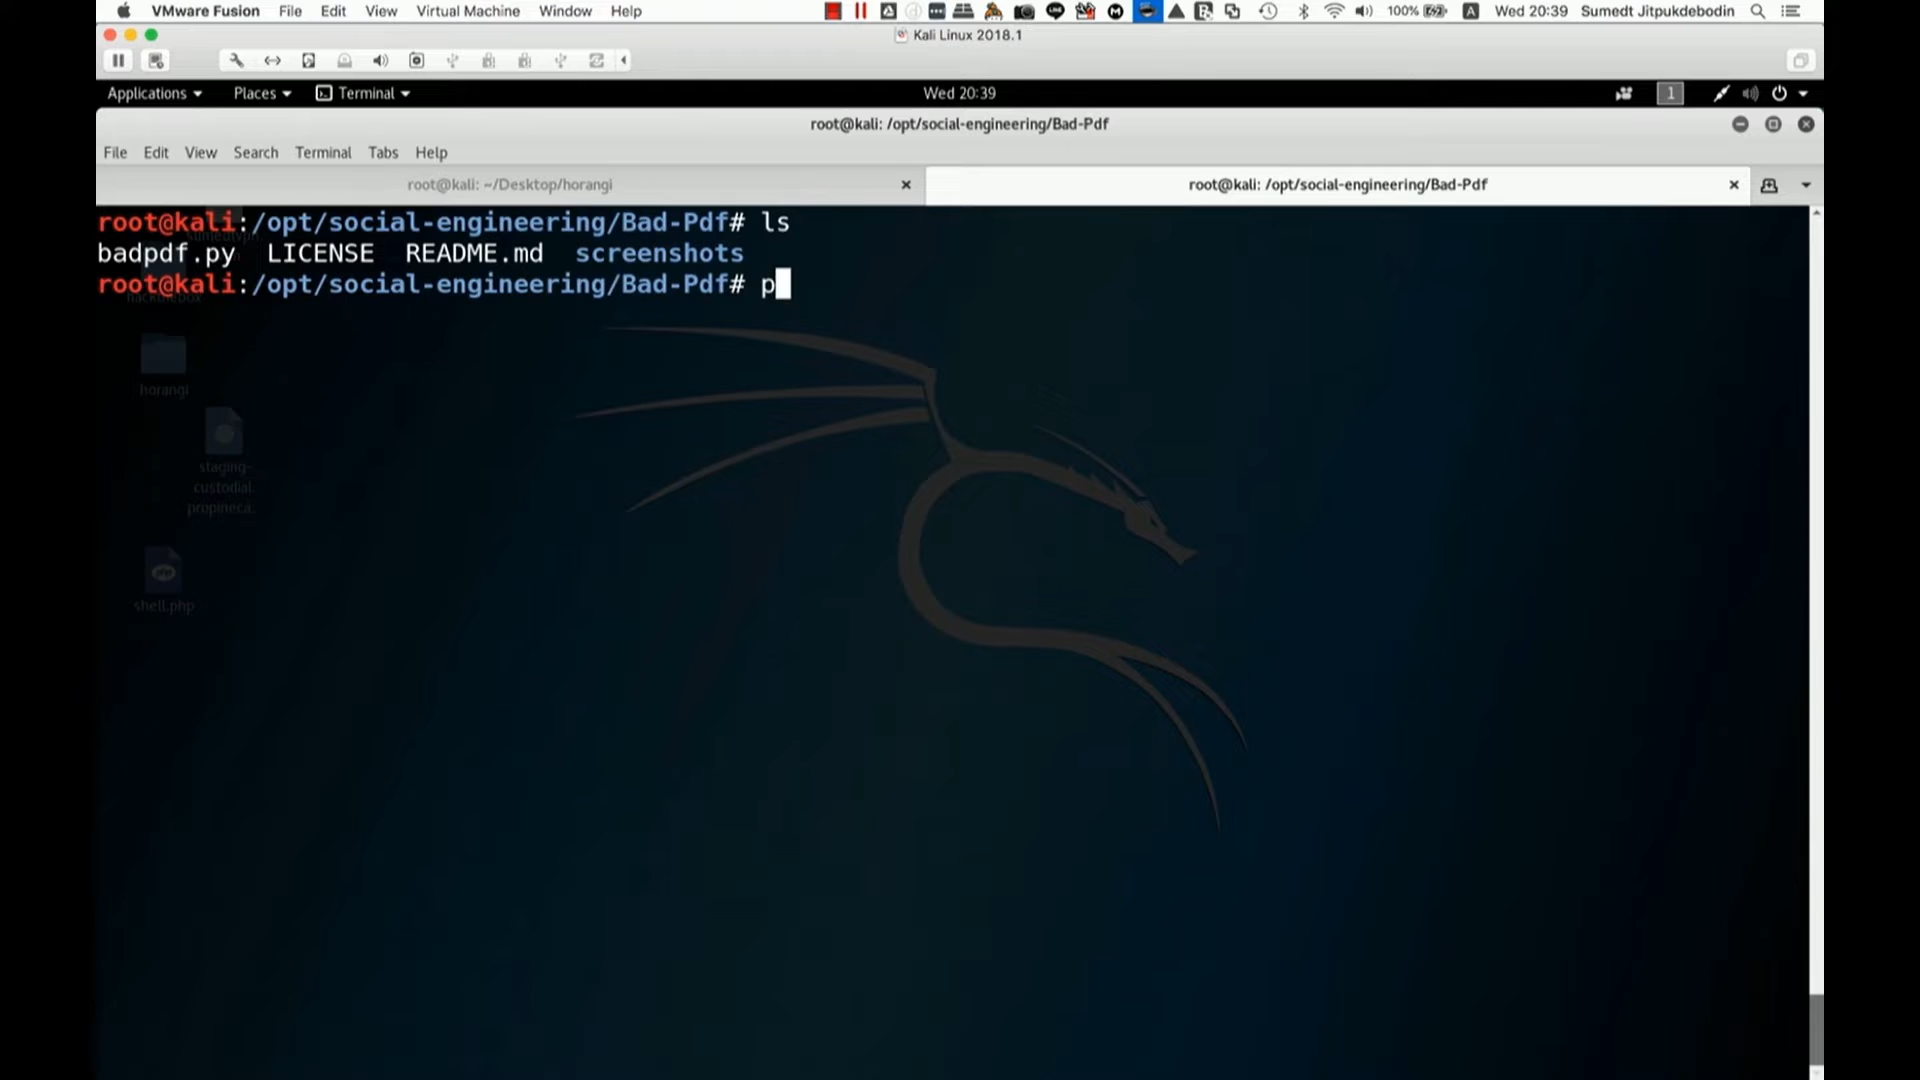 VMware Fusion File Edit View Virtual Machine Window Help 100% A Wed 20:39 Sumedt Jitpukdebodin
Kali Linux 2018.1
Applications Places Terminal Wed 20:39 1
root@kali: /opt/social-engineering/Bad-Pdf
File Edit View Search Terminal Tabs Help
root@kali: ~/Desktop/horangi root@kali: /opt/social-engineering/Bad-Pdf
root@kali:/opt/social-engineering/Bad-Pdf# ls
badpdf.py LICENSE README.md screenshots
root@kali:/opt/social-engineering/Bad-Pdf# p
horangi
staging-
custodial.
propineca.
php
shell.php